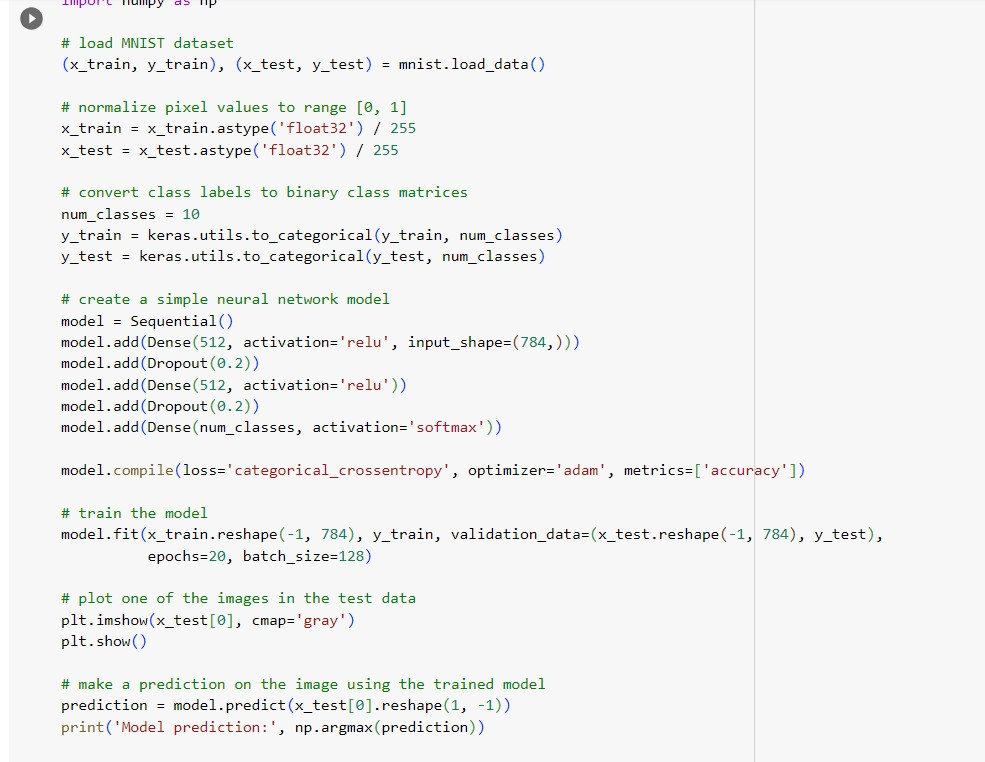 import numpy as np
# load MNIST dataset
(x_train, y_train), (x_test, y_test) = mnist.load_data()
# normalize pixel values to range [0, 1]
x_train = x_train.astype('float32') / 255
x_test = x_test.astype('float32') / 255
# convert class labels to binary class matrices
num_classes = 10
y_train = keras.utils.to_categorical(y_train, num_classes)
y_test = keras.utils.to_categorical(y_test, num_classes)
# create a simple neural network model
model = Sequential()
model.add(Dense(512, activation='relu', input_shape=(784,)))
model.add(Dropout(0.2))
model.add(Dense(512, activation='relu'))
model.add(Dropout(0.2))
model.add(Dense(num_classes, activation='softmax'))
model.compile(loss='categorical_crossentropy', optimizer='adam', metrics=['accuracy'])
# train the model
model.fit(x_train.reshape(-1, 784), y_train, validation_data=(x_test.reshape(-1, 784), y_test),
          epochs=20, batch_size=128)
# plot one of the images in the test data
plt.imshow(x_test[0], cmap='gray')
plt.show()
# make a prediction on the image using the trained model
prediction = model.predict(x_test[0].reshape(1, -1))
print('Model prediction:', np.argmax(prediction))